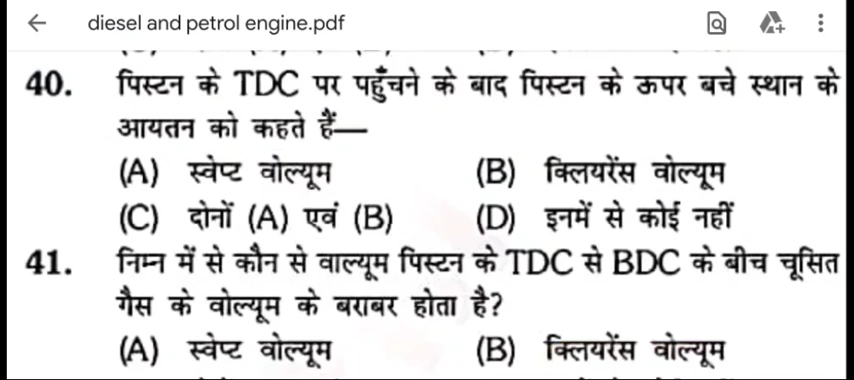 diesel and petrol engine.pdf
40. पिस्टन के TDC पर पहुँचने के बाद पिस्टन के ऊपर बचे स्थान के
आयतन को कहते हैं—
(A) स्वेप्ट वोल्यूम (B) क्लियरेंस वोल्यूम
(C) दोनों (A) एवं (B) (D) इनमें से कोई नहीं
41. निम्न में से कौन से वाल्यूम पिस्टन के TDC से BDC के बीच चूसित
गैस के वोल्यूम के बराबर होता है?
(A) स्वेप्ट वोल्यूम (B) क्लियरेंस वोल्यूम